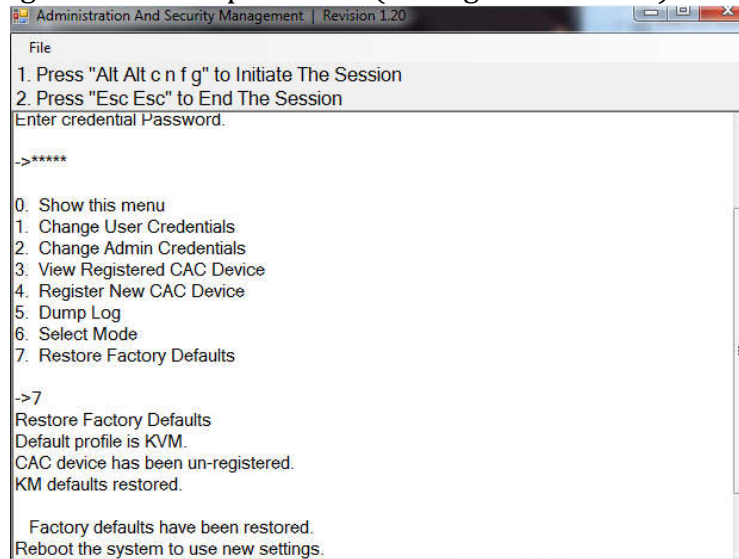 Administration And Security Management | Revision 1.20
File
1. Press "Alt Alt c n f g" to Initiate The Session
2. Press "Esc Esc" to End The Session
Enter credential Password.
->*****
0. Show this menu
1. Change User Credentials
2. Change Admin Credentials
3. View Registered CAC Device
4. Register New CAC Device
5. Dump Log
6. Select Mode
7. Restore Factory Defaults
->7
Restore Factory Defaults
Default profile is KVM.
CAC device has been un-registered.
KM defaults restored.
Factory defaults have been restored.
Reboot the system to use new settings.